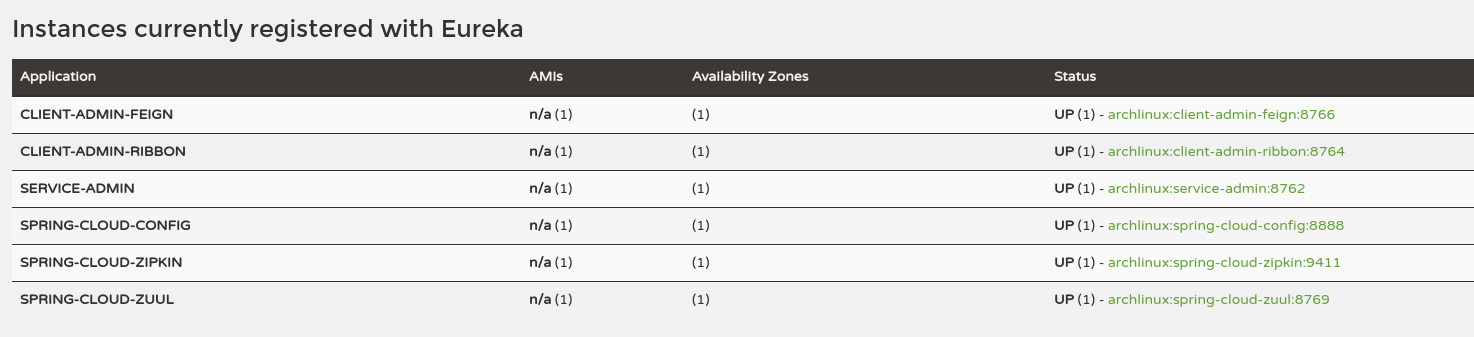 Instances currently registered with Eureka
Application AMIs Availability Zones Status
CLIENT-ADMIN-FEIGN n/a (1) (1) UP (1) - archlinux:client-admin-feign:8766
CLIENT-ADMIN-RIBBON n/a (1) (1) UP (1) - archlinux:client-admin-ribbon:8764
SERVICE-ADMIN n/a (1) (1) UP (1) - archlinux:service-admin:8762
SPRING-CLOUD-CONFIG n/a (1) (1) UP (1) - archlinux:spring-cloud-config:8888
SPRING-CLOUD-ZIPKIN n/a (1) (1) UP (1) - archlinux:spring-cloud-zipkin:9411
SPRING-CLOUD-ZUUL n/a (1) (1) UP (1) - archlinux:spring-cloud-zuul:8769